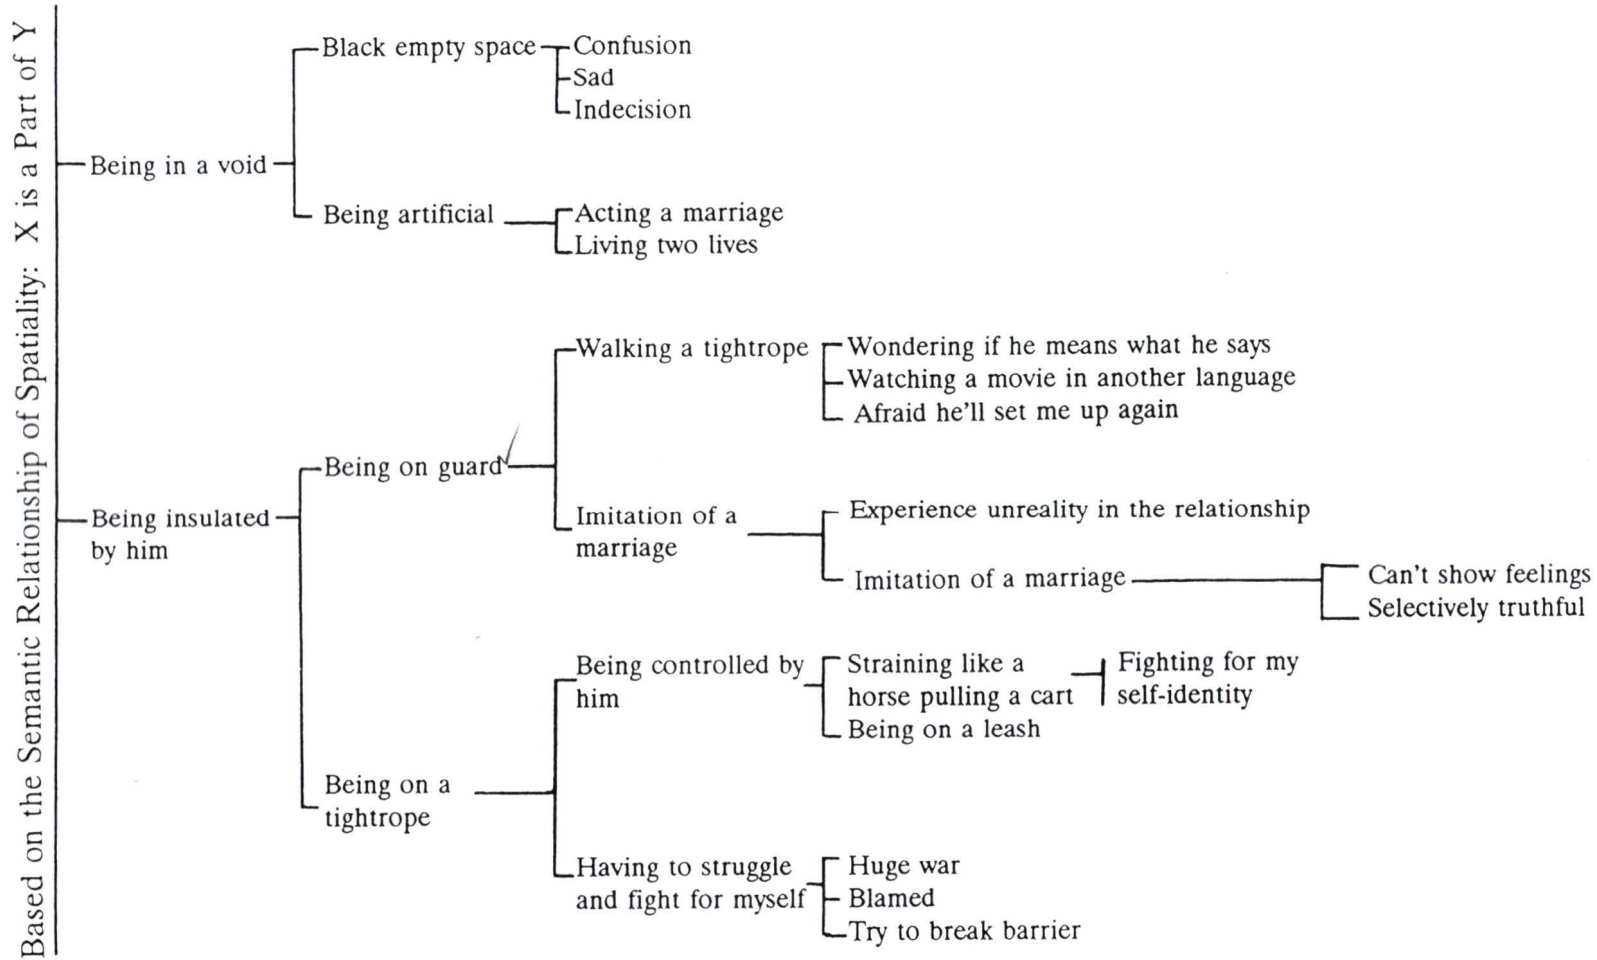 Based on the Semantic Relationship of Spatiality: X is a Part of Y
Being in a void
Black empty space
Confusion
Sad
Indecision
Being artificial
Acting a marriage
Living two lives
Being insulated
by him
Being on guard
Walking a tightrope
Wondering if he means what he says
Watching a movie in another language
Afraid he'll set me up again
Imitation of a
marriage
Experience unreality in the relationship
Imitation of a marriage
Can't show feelings
Selectively truthful
Being on a
tightrope
Being controlled by
him
Straining like a
horse pulling a cart
Fighting for my
self-identity
Being on a leash
Having to struggle
and fight for myself
Huge war
Blamed
Try to break barrier